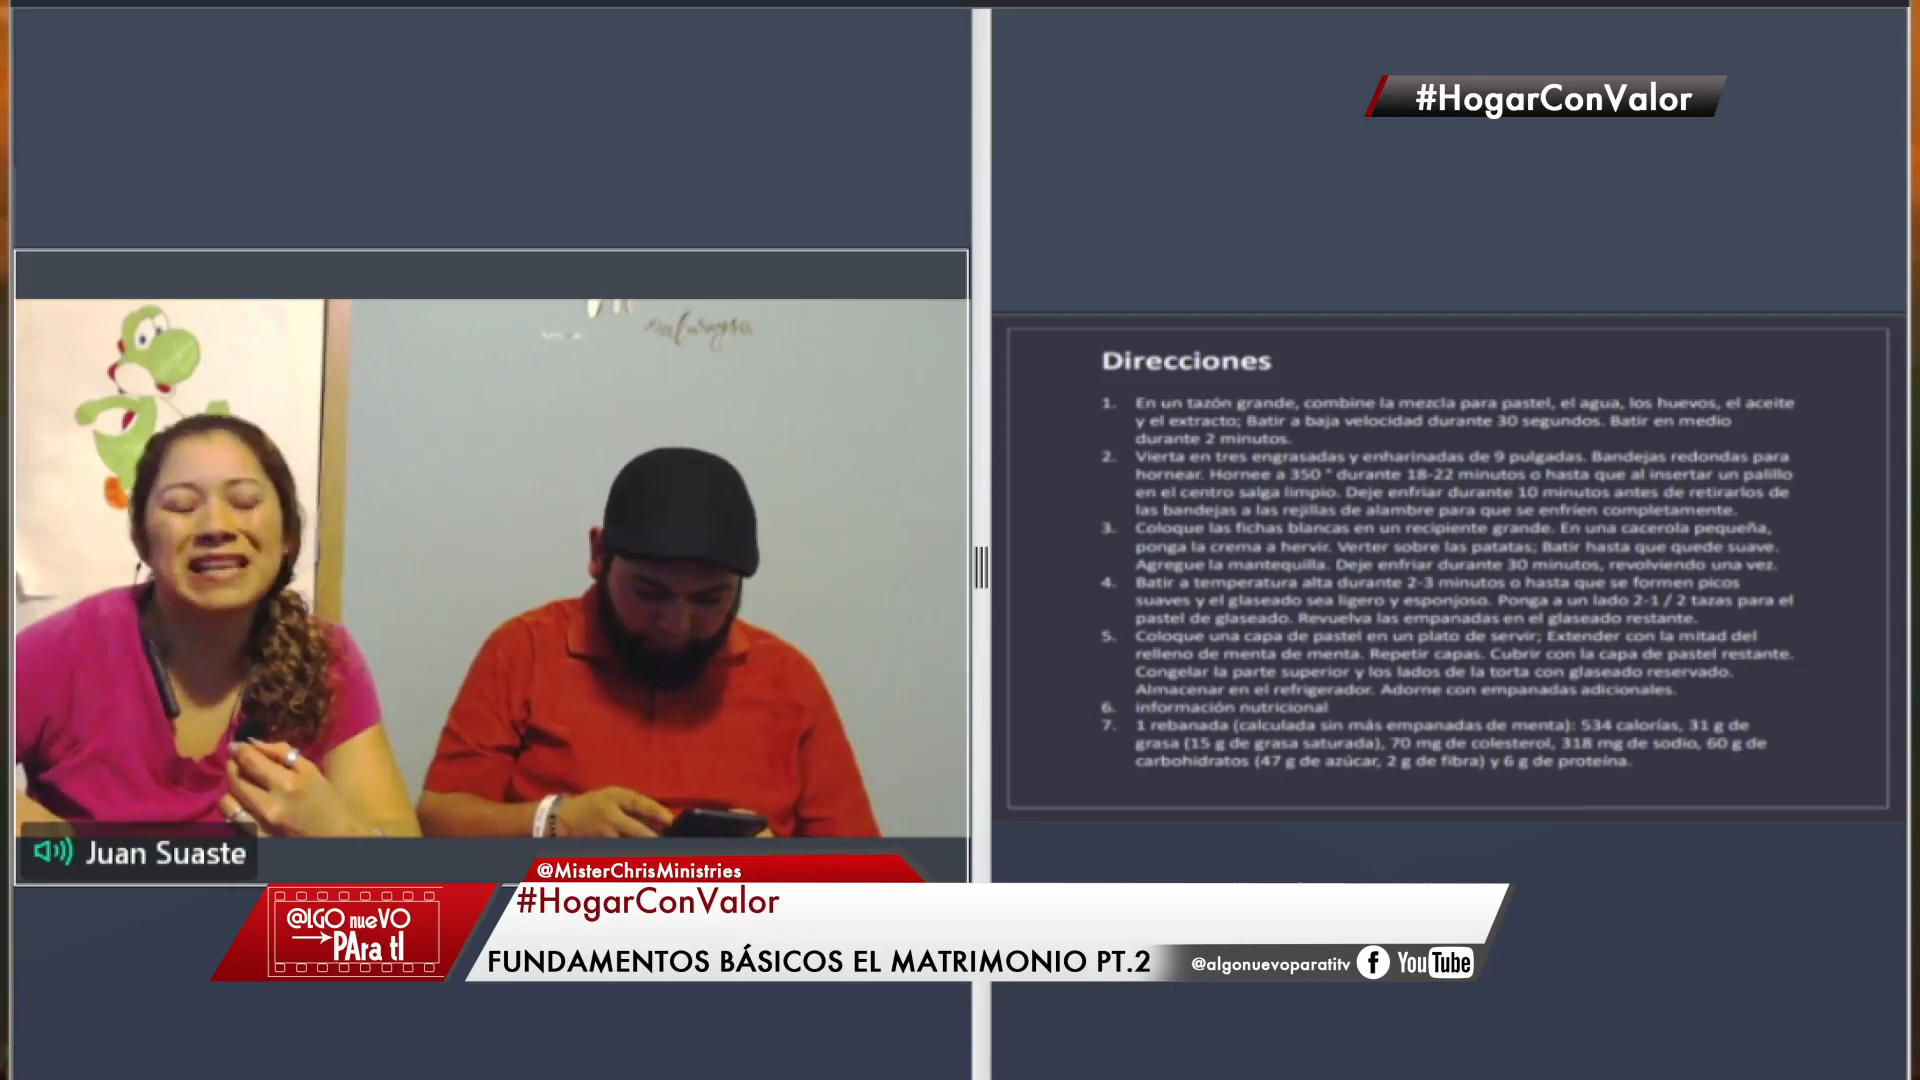 #HogarConValor
Direcciones
1. En un tazón grande, combine la mezcla para pastel, el agua, los huevos, el aceite
y el extracto; Batir a baja velocidad durante 30 segundos. Batir en medio
durante 2 minutos.
2. Vierta en tres engrasadas y enharinadas de 9 pulgadas. Bandejas redondas para
hornear. Hornee a 350 ° durante 18-22 minutos o hasta que al insertar un palillo
en el centro salga limpio. Deje enfriar durante 10 minutos antes de retirarlos de
las bandejas a las rejillas de alambre para que se enfríen completamente.
3. Coloque las fichas blancas en un recipiente grande. En una cacerola pequeña,
ponga la crema a hervir. Verter sobre las patatas; Batir hasta que quede suave.
Agregue la mantequilla. Deje enfriar durante 30 minutos, revolviendo una vez.
4. Batir a temperatura alta durante 2-3 minutos o hasta que se formen picos
suaves y el glaseado sea ligero y esponjoso. Ponga a un lado 2-1 / 2 tazas para el
pastel de glaseado. Revuelva las empanadas en el glaseado restante.
5. Coloque una capa de pastel en un plato de servir; Extender con la mitad del
relleno de menta de menta. Repetir capas. Cubrir con la capa de pastel restante.
Congelar la parte superior y los lados de la torta con glaseado reservado.
Almacenar en el refrigerador. Adorne con empanadas adicionales.
6. información nutricional
7. 1 rebanada (calculada sin más empanadas de menta): 534 calorías, 31 g de
grasa (15 g de grasa saturada), 70 mg de colesterol, 318 mg de sodio, 60 g de
carbohidratos (47 g de azúcar, 2 g de fibra) y 6 g de proteína.
Juan Suaste
@MisterChrisMinistries
#HogarConValor
@LGO nueVO
PAra tI
FUNDAMENTOS BÁSICOS EL MATRIMONIO PT.2
@algonuevoparatitv f YouTube